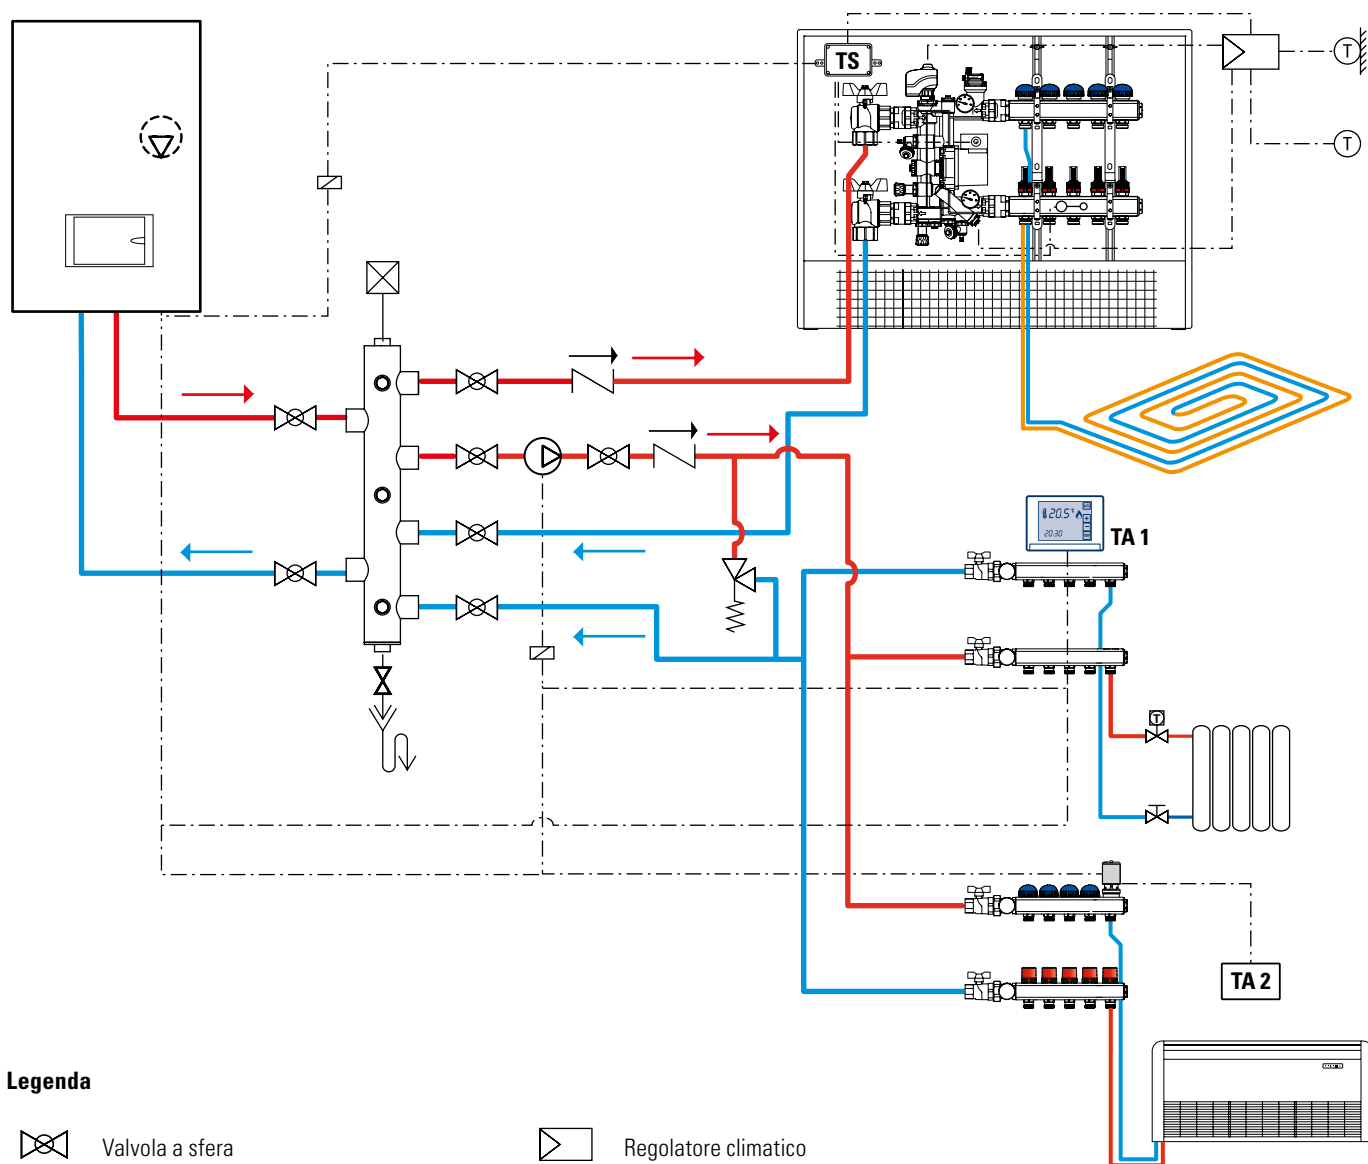 TS
T
T
20.5°
20:30
TA 1
T
TA 2
Legenda
Valvola a sfera
Regolatore climatico